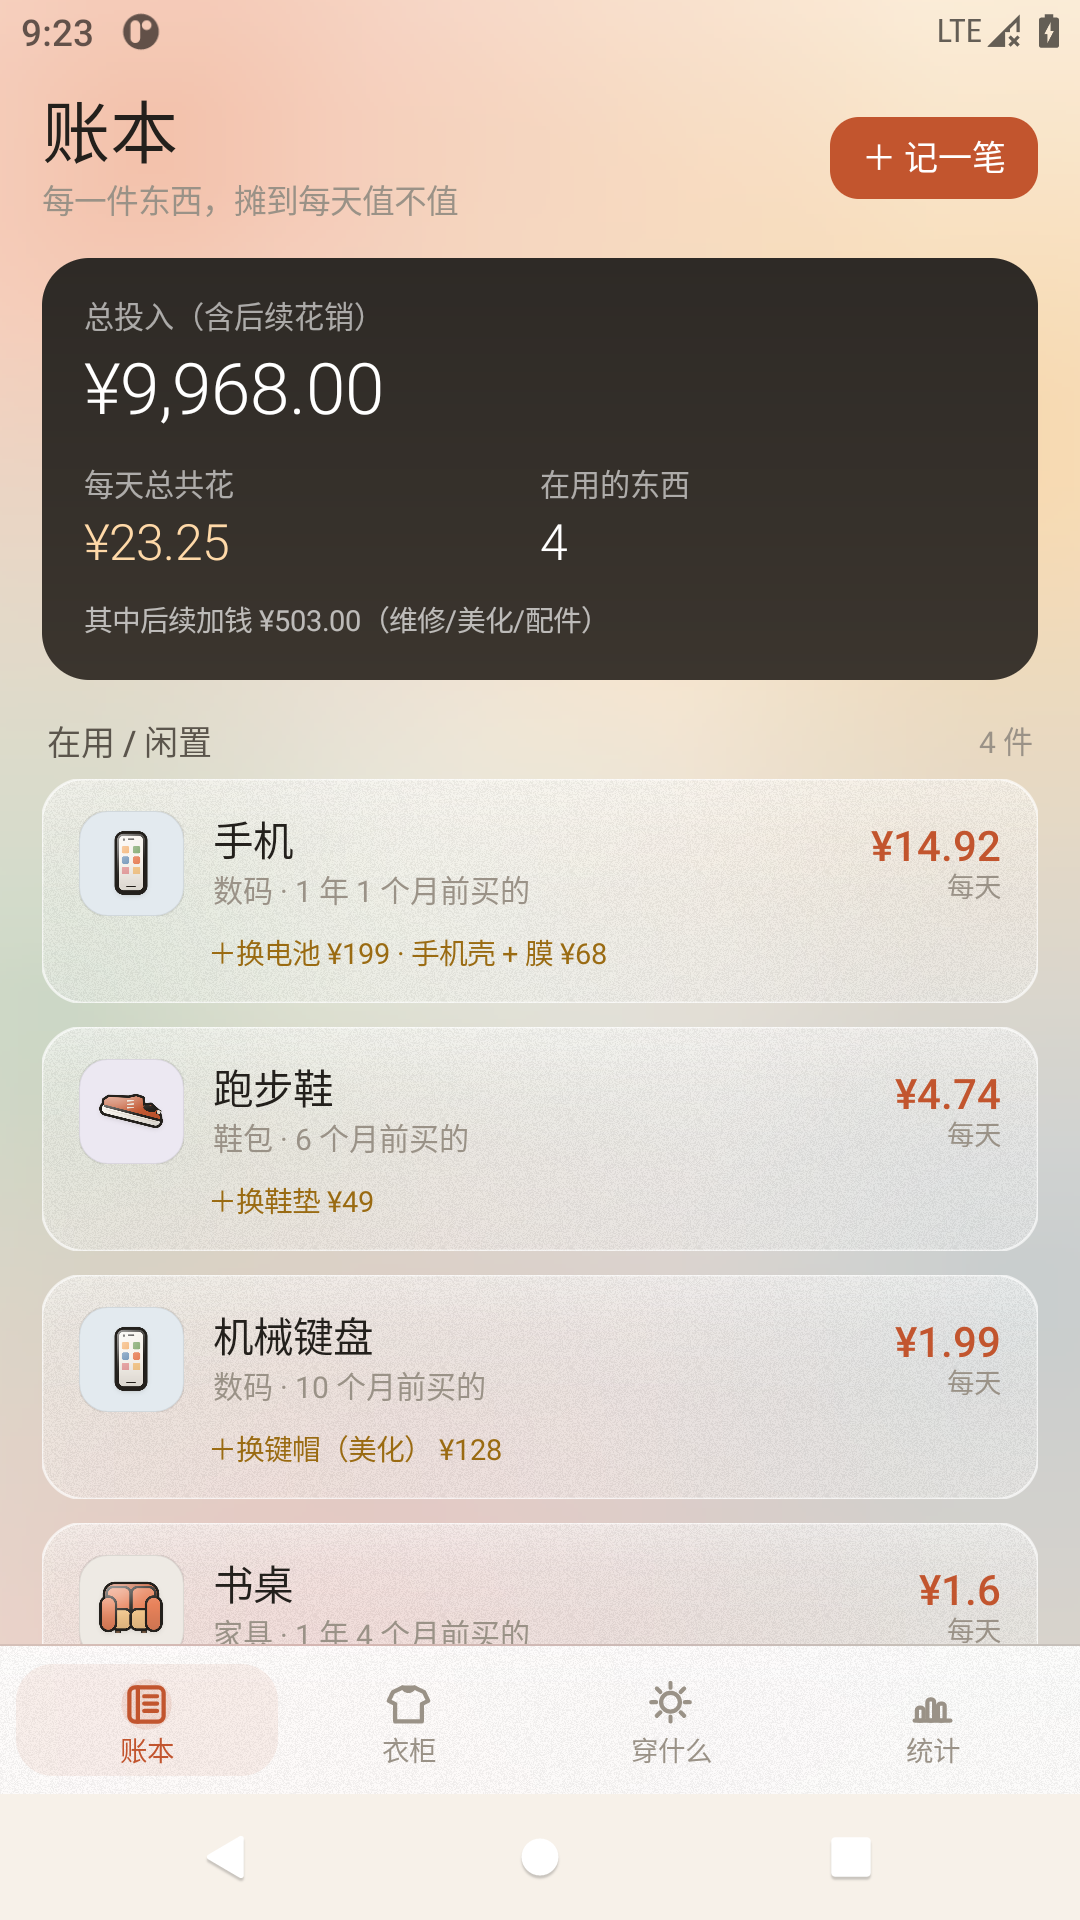 9:23
LTE
账本
每一件东西，摊到每天值不值
＋ 记一笔
总投入（含后续花销）
¥9,968.00
每天总共花
在用的东西
¥23.25
4
其中后续加钱 ¥503.00（维修/美化/配件）
在用 / 闲置
4 件
手机
¥14.92
数码 · 1 年 1 个月前买的
每天
＋换电池 ¥199 · 手机壳 + 膜 ¥68
跑步鞋
¥4.74
鞋包 · 6 个月前买的
每天
＋换鞋垫 ¥49
机械键盘
¥1.99
数码 · 10 个月前买的
每天
＋换键帽（美化） ¥128
书桌
¥1.6
家具 · 1 年 4 个月前买的
每天
账本
衣柜
穿什么
统计